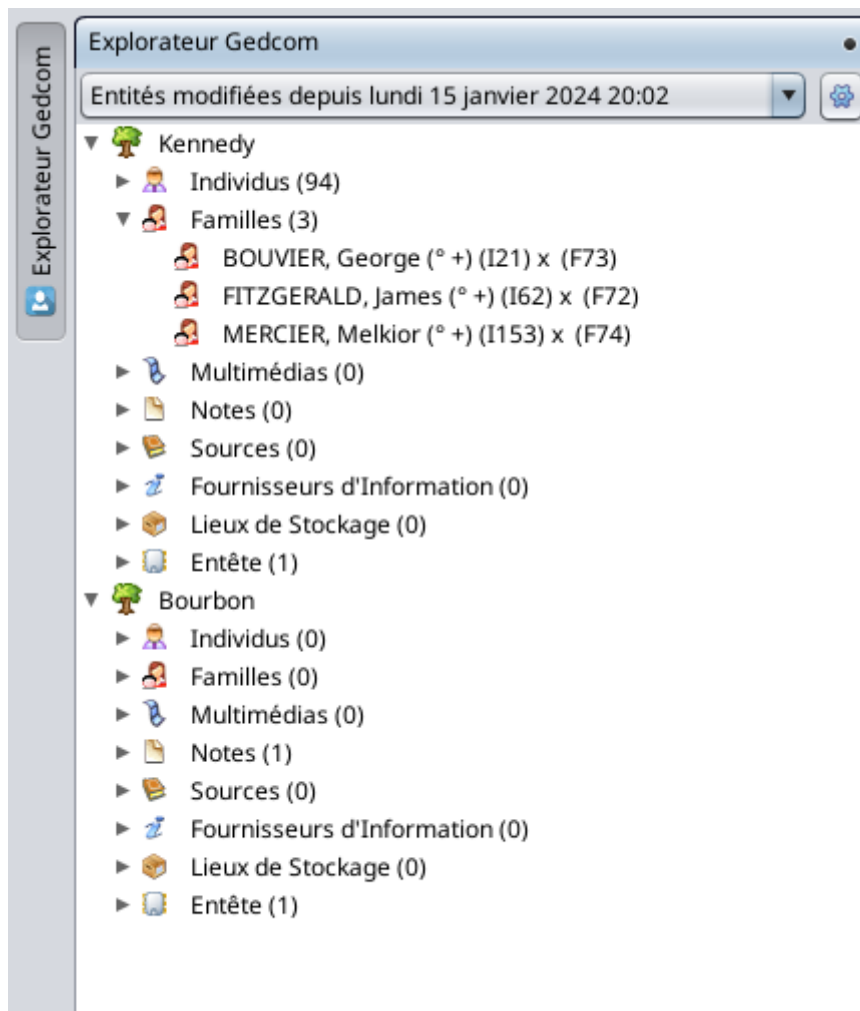 Explorateur Gedcom
Explorateur Gedcom
Entités modifiées depuis lundi 15 janvier 2024 20:02
Kennedy
Individus (94)
Familles (3)
BOUVIER, George (° +) (I21) x (F73)
FITZGERALD, James (° +) (I62) x (F72)
MERCIER, Melkior (° +) (I153) x (F74)
Multimédias (0)
Notes (0)
Sources (0)
Fournisseurs d'Information (0)
Lieux de Stockage (0)
Entête (1)
Bourbon
Individus (0)
Familles (0)
Multimédias (0)
Notes (1)
Sources (0)
Fournisseurs d'Information (0)
Lieux de Stockage (0)
Entête (1)